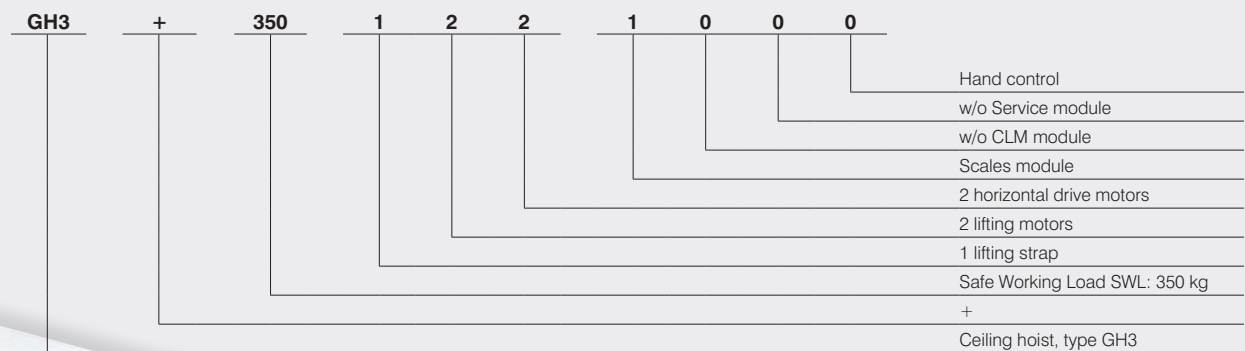 GH3 + 350 1 2 2 1 0 0 0
Hand control
w/o Service module
w/o CLM module
Scales module
2 horizontal drive motors
2 lifting motors
1 lifting strap
Safe Working Load SWL: 350 kg
+
Ceiling hoist, type GH3